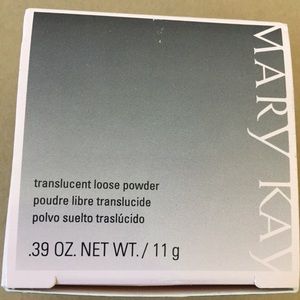 MARY KAY
translucent loose powder
poudre libre translucide
polvo suelto traslúcido
.39 OZ. NET WT. / 11 g